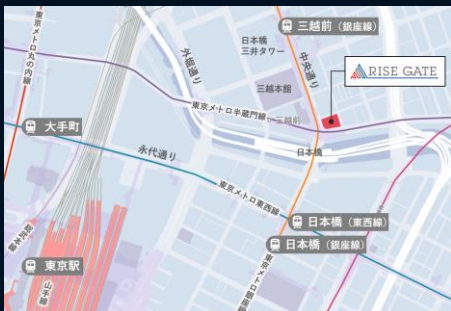 三越前（銀座線）
日本橋
三井タワー
外堀通り
中央通り
RISE GATE
三越本館
東京メトロ丸の内線
東京メトロ半蔵門線
三越前
大手町
永代通り
日本橋
東京メトロ東西線
日本橋（東西線）
日本橋（銀座線）
東京駅
山手線
東京メトロ銀座線